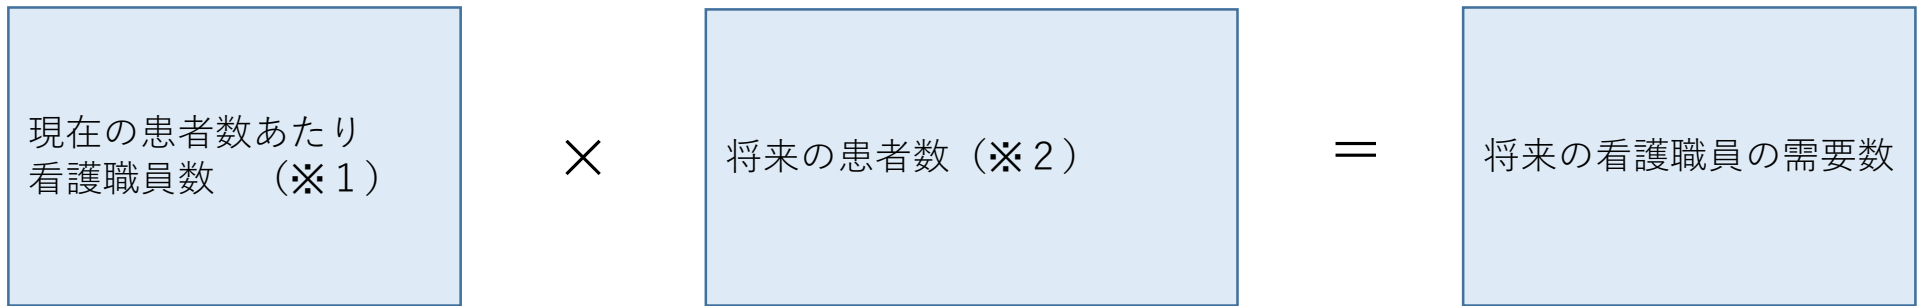 現在の患者数あたり
看護職員数　（※１）
×
将来の患者数（※２）
＝
将来の看護職員の需要数